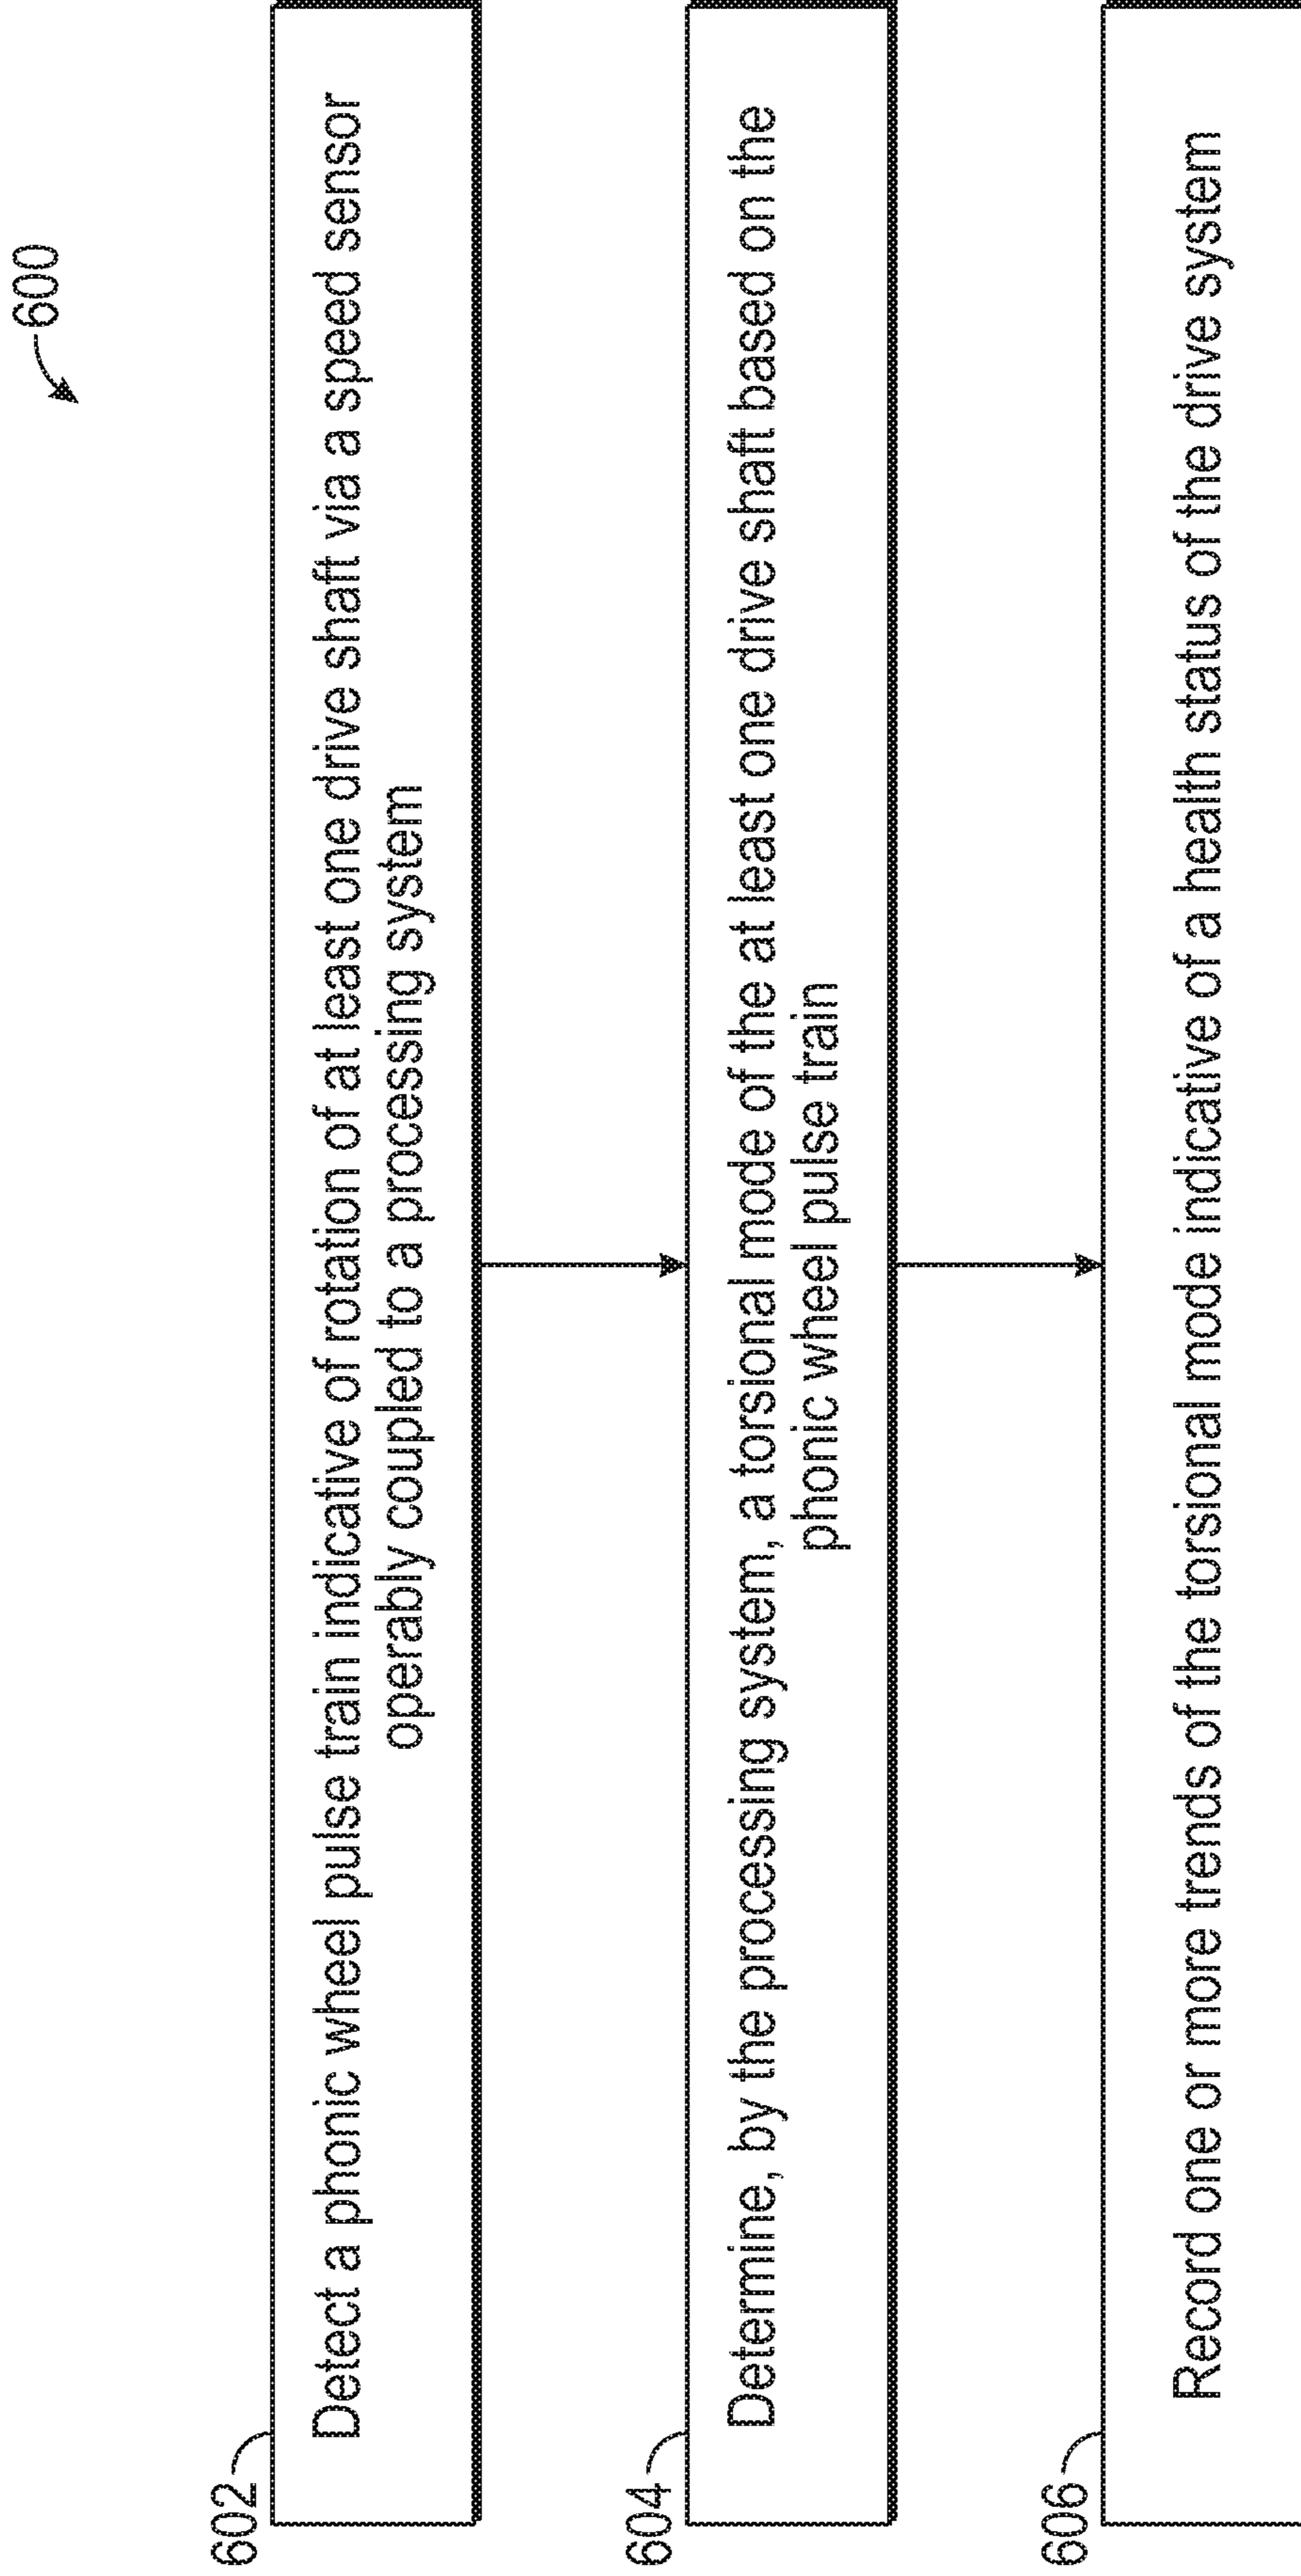 600
602
Detect a phonic wheel pulse train indicative of rotation of at least one drive shaft via a speed sensor
operably coupled to a processing system
604
Determine, by the processing system, a torsional mode of the at least one drive shaft based on the
phonic wheel pulse train
606
Record one or more trends of the torsional mode indicative of a health status of the drive system